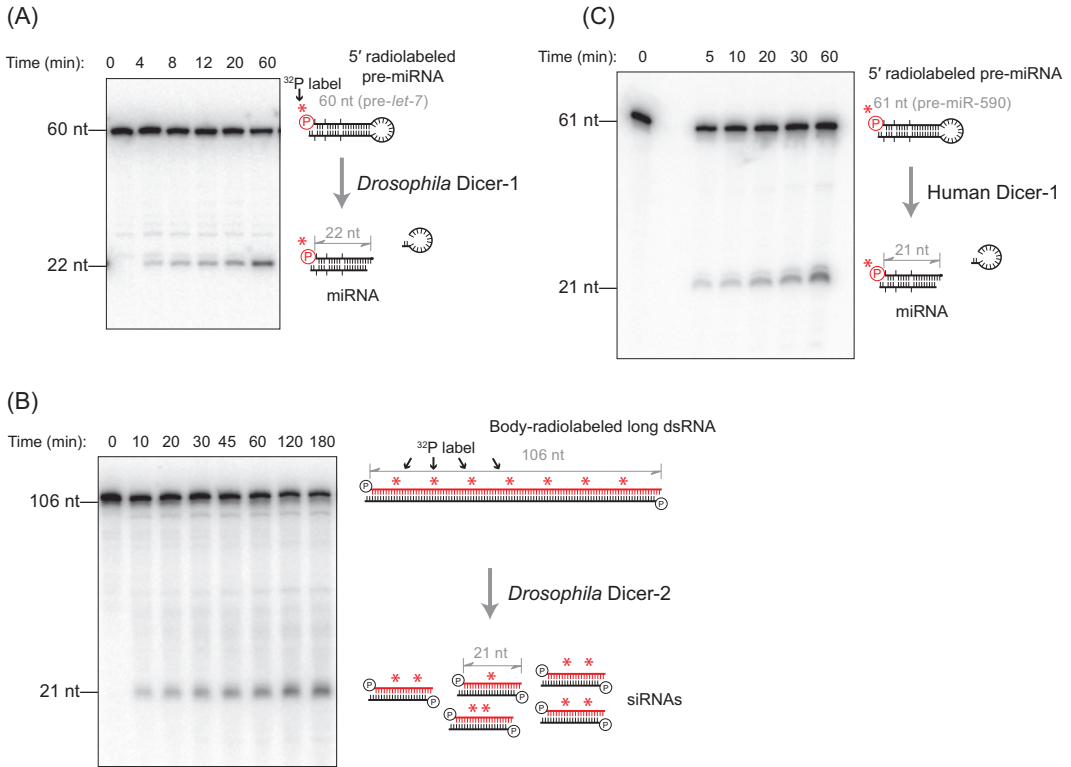 (A)
Time (min): 0 4 8 12 20 60
5′ radiolabeled
pre-miRNA
³²P label
60 nt (pre-let-7)
*
P
60 nt
Drosophila Dicer-1
22 nt
*
P
22 nt
miRNA
(C)
Time (min): 0 5 10 20 30 60
5′ radiolabeled pre-miRNA
61 nt (pre-miR-590)
*
P
61 nt
Human Dicer-1
21 nt
*
P
21 nt
miRNA
(B)
Time (min): 0 10 20 30 45 60 120 180
Body-radiolabeled long dsRNA
³²P label
106 nt
P * * * * * * *
P
106 nt
Drosophila Dicer-2
21 nt
* * * * *
P P P
P P P
** * *
P P
P P
21 nt
siRNAs